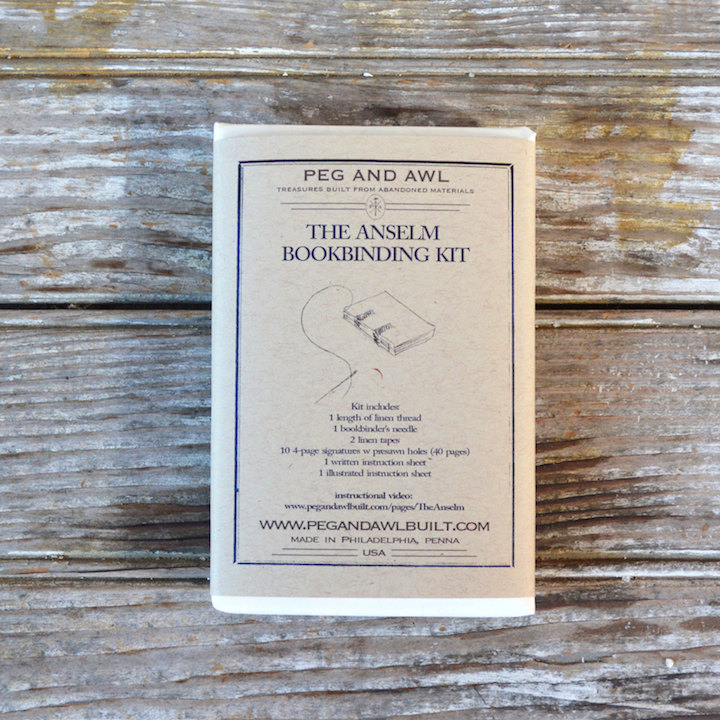 PEG AND AWL
TREASURES BUILT FROM ABANDONED MATERIALS
THE ANSELM
BOOKBINDING KIT
Kit includes:
1 length of linen thread
1 bookbinder's needle
2 linen tapes
10 4-page signatures w presawn holes (40 pages)
1 written instruction sheet
1 illustrated instruction sheet
instructional video:
www.pegandawlbuilt.com/pages/TheAnselm
WWW.PEGANDAWLBUILT.COM
MADE IN PHILADELPHIA, PENNA
USA